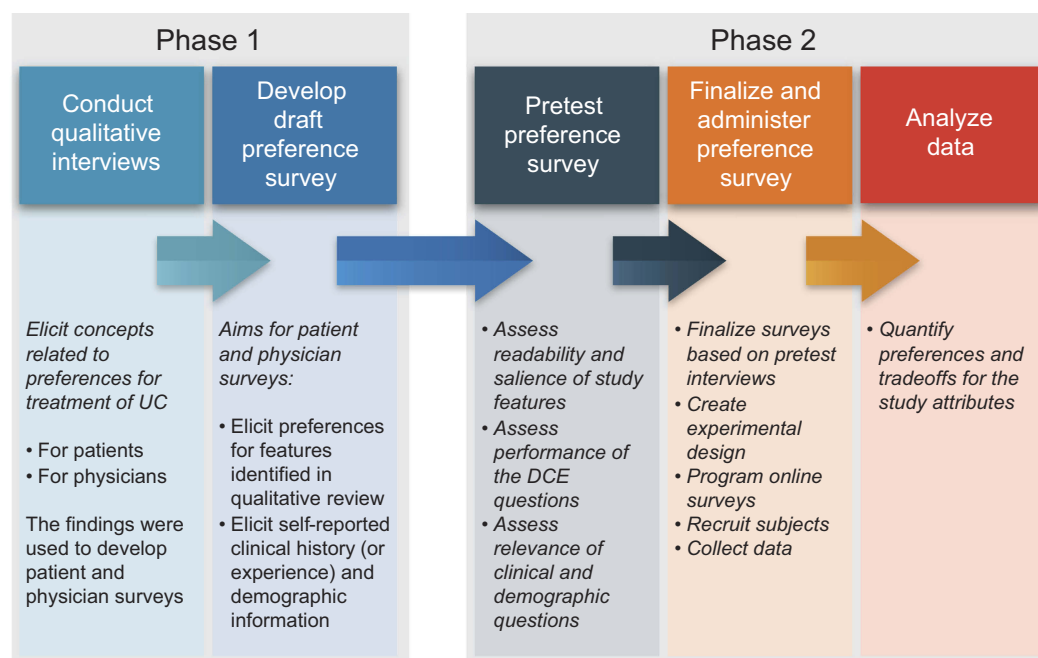 Phase 1
Conduct
qualitative
interviews
Elicit concepts
related to
preferences for
treatment of UC
• For patients
• For physicians
The findings were
used to develop
patient and
physician surveys
Develop
draft
preference
survey
Aims for patient
and physician
surveys:
• Elicit preferences
for features
identified in
qualitative review
• Elicit self-reported
clinical history (or
experience) and
demographic
information
Phase 2
Pretest
preference
survey
• Assess
readability and
salience of study
features
• Assess
performance of
the DCE
questions
• Assess
relevance of
clinical and
demographic
questions
Finalize and
administer
preference
survey
• Finalize surveys
based on pretest
interviews
• Create
experimental
design
• Program online
surveys
• Recruit subjects
• Collect data
Analyze
data
• Quantify
preferences and
tradeoffs for the
study attributes